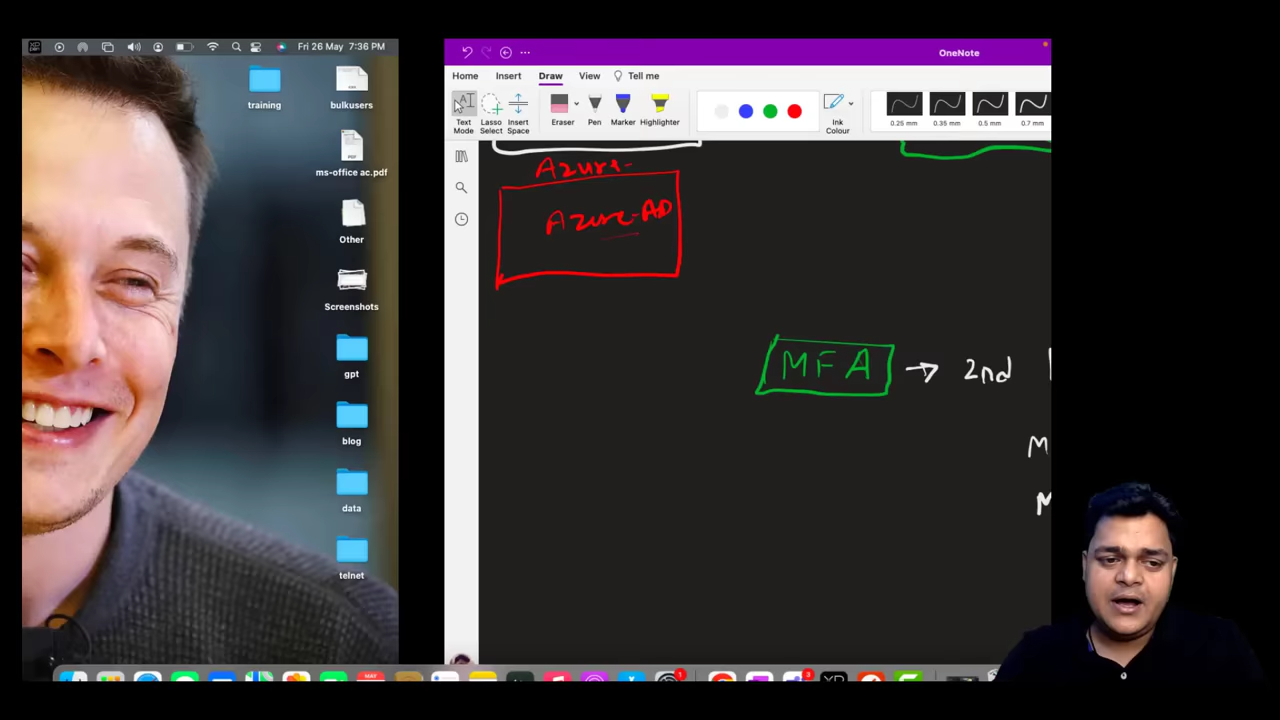 Fri 26 May 7:36 PM
training
bulkusers
ms-office ac.pdf
Other
Screenshots
gpt
blog
data
telnet
OneNote
Home Insert Draw View Tell me
Text Mode
Lasso Select
Insert Space
Eraser
Pen
Marker
Highlighter
Ink Colour
0.25 mm
0.35 mm
0.5 mm
0.7 mm
Azure-
Azure-AD
MFA → 2nd
M
M